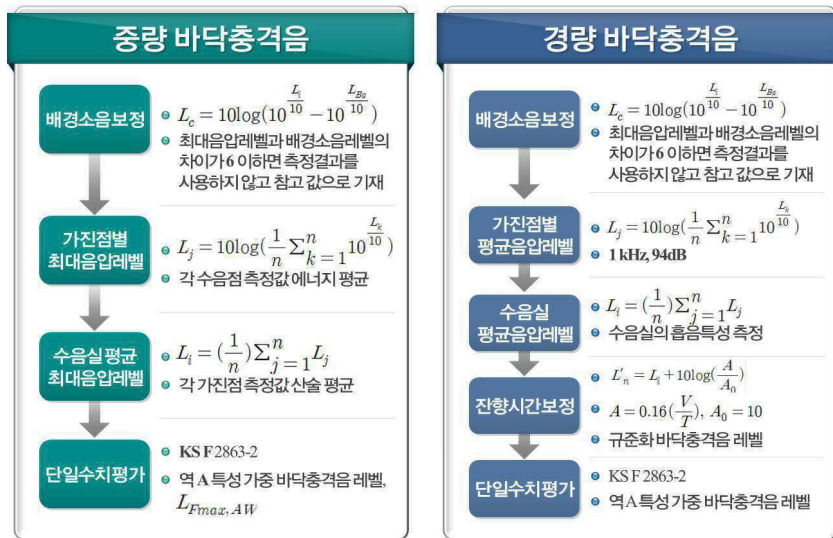 중량 바닥충격음
배경소음보정
L_c = 10log(10^{L_i/10} - 10^{L_{Bg}/10})
최대음압레벨과 배경소음레벨의
차이가 6 이하면 측정결과를
사용하지 않고 참고 값으로 기재
가진점별
최대음압레벨
L_j = 10log(\frac{1}{n} ∑_{k=1}^{n} 10^{L_k/10})
각 수음점 측정값 에너지 평균
수음실평균
최대음압레벨
L_i = (\frac{1}{n}) ∑_{j=1}^{n} L_j
각 가진점 측정값 산술 평균
단일수치평가
KS F 2863-2
역 A 특성 가중 바닥충격음 레벨,
L_{Fmax, AW}
경량 바닥충격음
배경소음보정
L_c = 10log(10^{L_i/10} - 10^{L_{Bg}/10})
최대음압레벨과 배경소음레벨의
차이가 6 이하면 측정결과를
사용하지 않고 참고 값으로 기재
가진점별
평균음압레벨
L_j = 10log(\frac{1}{n} ∑_{k=1}^{n} 10^{L_k/10})
1 kHz, 94dB
수음실
평균음압레벨
L_i = (\frac{1}{n}) ∑_{j=1}^{n} L_j
수음실의 흡음특성 측정
잔향시간보정
L'_n = L_i + 10log(\frac{A}{A_0})
A = 0.16(\frac{V}{T}), A_0 = 10
규준화 바닥충격음 레벨
단일수치평가
KS F 2863-2
역 A 특성 가중 바닥충격음 레벨